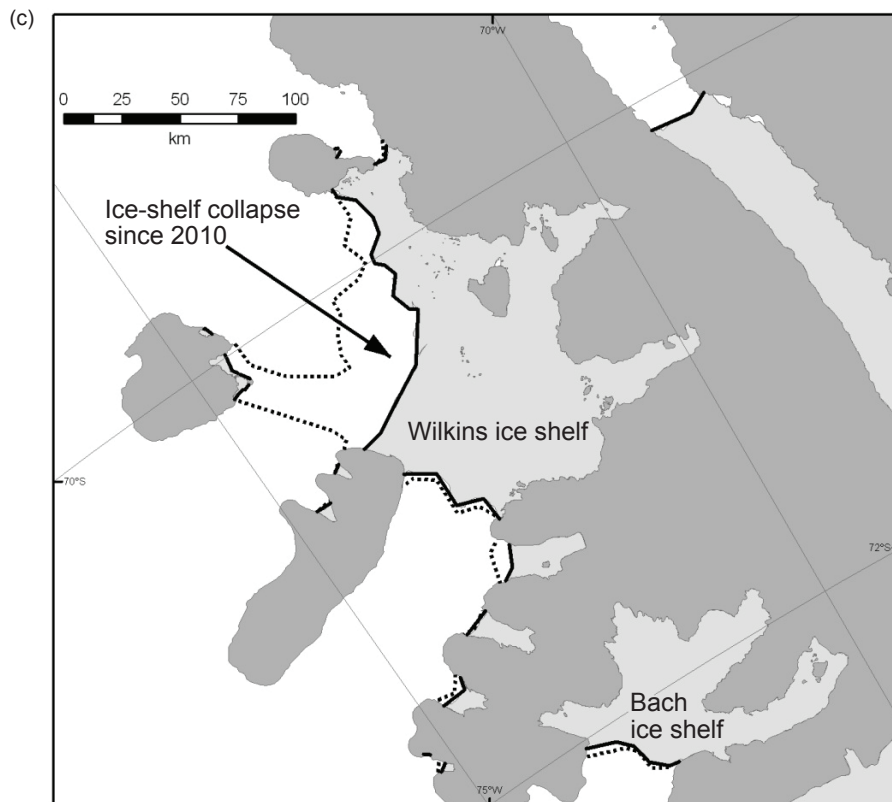 (c)
70°W
0 25 50 75 100
km
Ice-shelf collapse
since 2010
Wilkins ice shelf
70°S
72°S
Bach
ice shelf
75°W